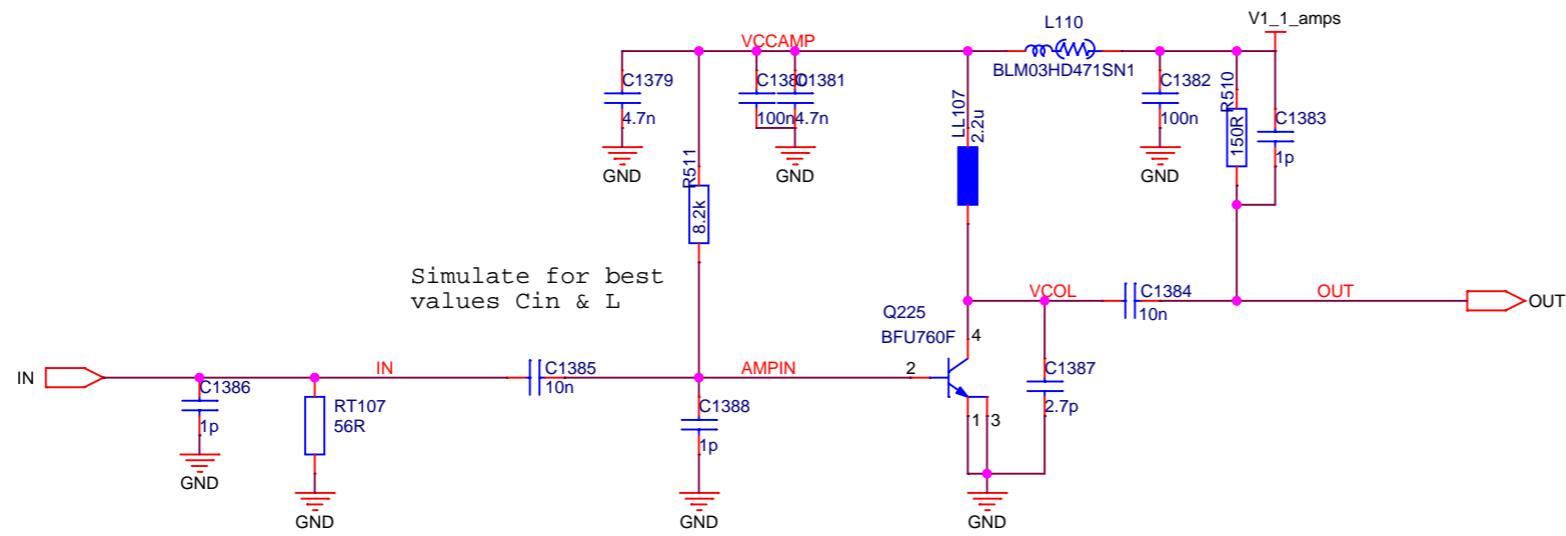 V1_1_amps
L110
VCCAMP
BLM03HD471SN1
C1379
4.7n
GND
C1380
100n
C1381
4.7n
GND
LL107
2.2u
C1382
100n
GND
R510
150R
C1383
1p
R511
8.2k
Simulate for best
values Cin & L
VCOL
C1384
10n
OUT
OUT
Q225
BFU760F
4
2
1
3
C1387
2.7p
GND
IN
IN
C1386
1p
GND
RT107
56R
GND
C1385
10n
AMPIN
C1388
1p
GND